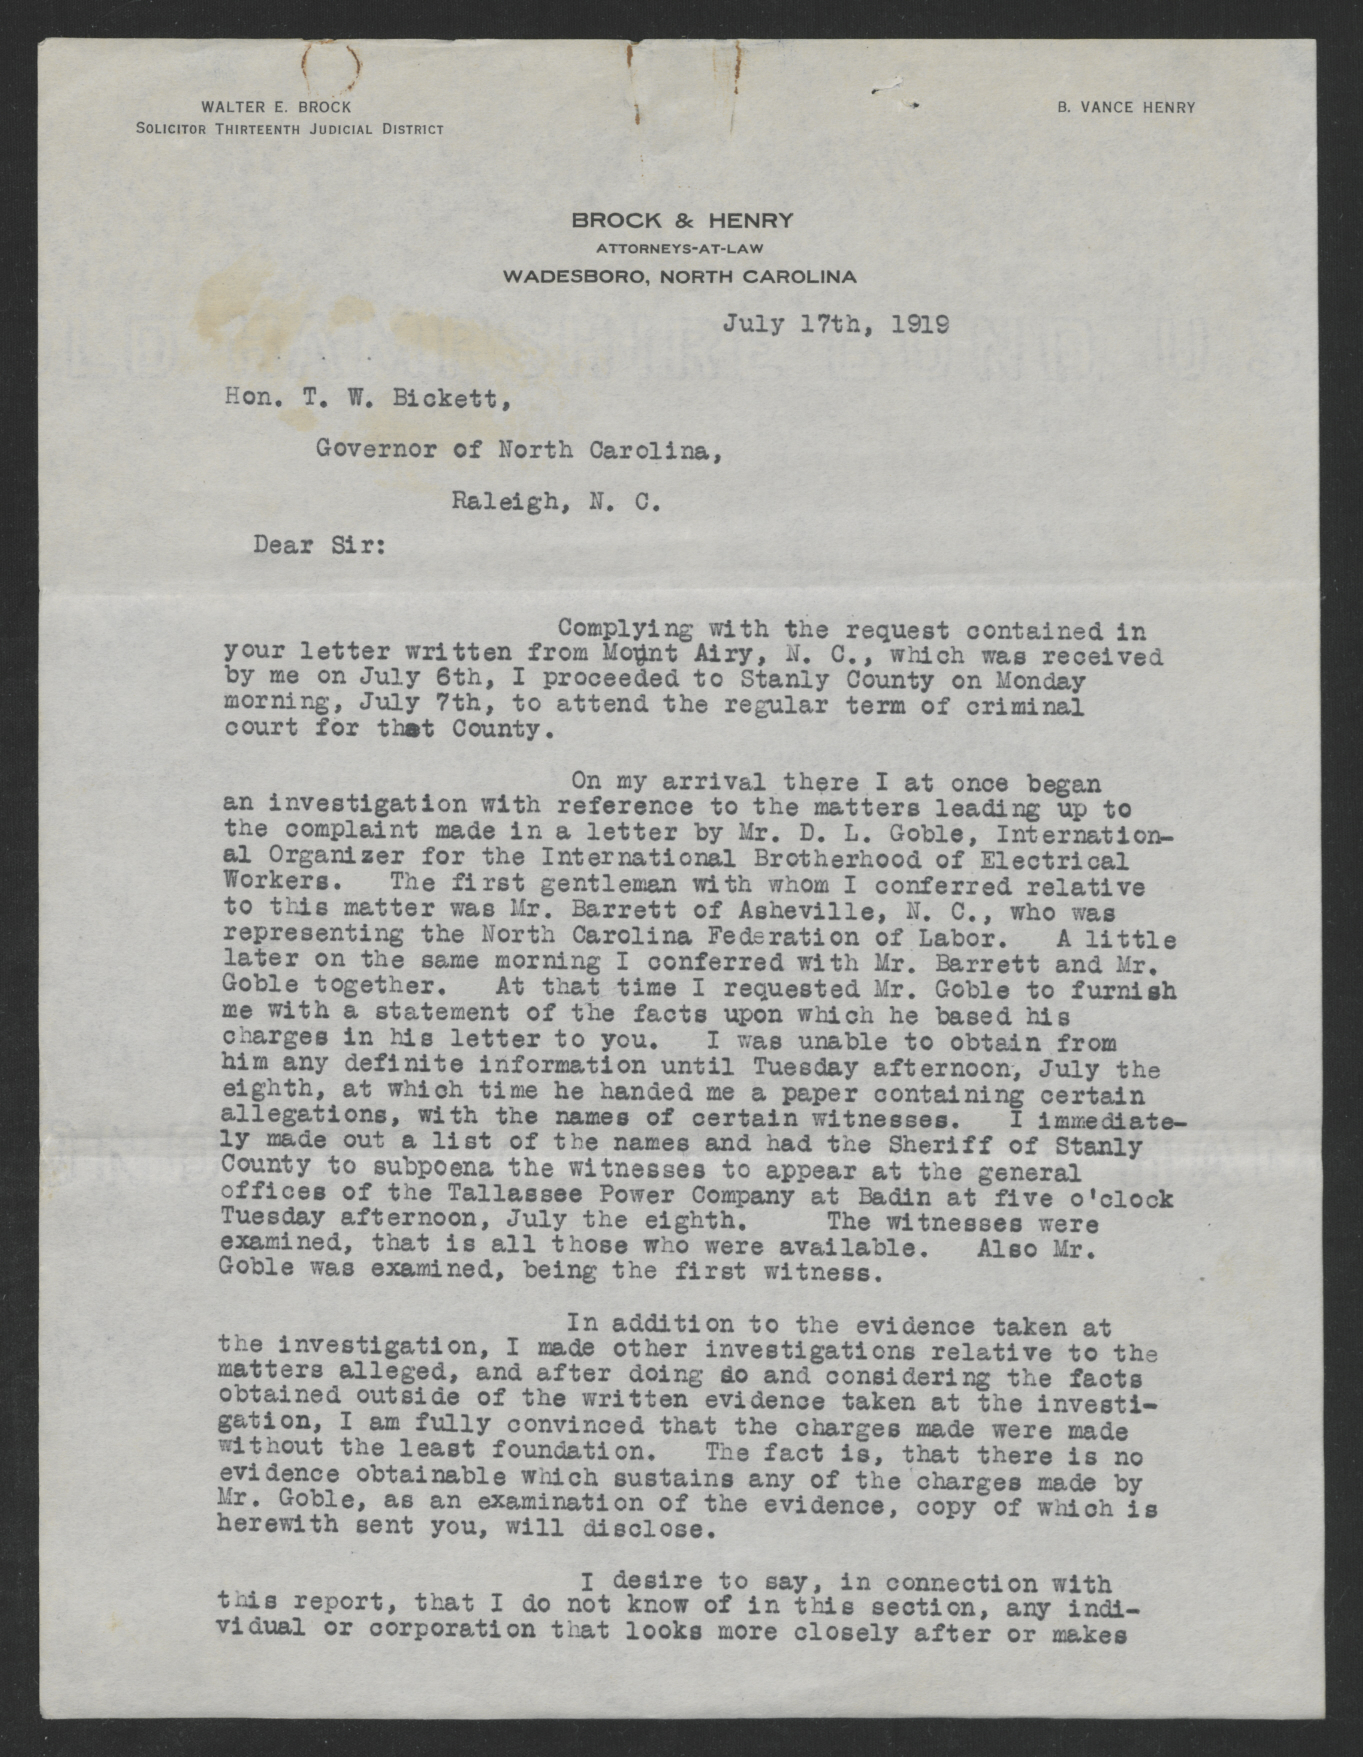 WALTER E. BROCK
SOLICITOR THIRTEENTH JUDICIAL DISTRICT
B. VANCE HENRY
BROCK & HENRY
ATTORNEYS-AT-LAW
WADESBORO, NORTH CAROLINA
July 17th, 1919
Hon. T. W. Bickett,
Governor of North Carolina,
Raleigh, N. C.
Dear Sir:
Complying with the request contained in
your letter written from Mount Airy, N. C., which was received
by me on July 6th, I proceeded to Stanly County on Monday
morning, July 7th, to attend the regular term of criminal
court for that County.
On my arrival there I at once began
an investigation with reference to the matters leading up to
the complaint made in a letter by Mr. D. L. Goble, Internation-
al Organizer for the International Brotherhood of Electrical
Workers. The first gentleman with whom I conferred relative
to this matter was Mr. Barrett of Asheville, N. C., who was
representing the North Carolina Federation of Labor. A little
later on the same morning I conferred with Mr. Barrett and Mr.
Goble together. At that time I requested Mr. Goble to furnish
me with a statement of the facts upon which he based his
charges in his letter to you. I was unable to obtain from
him any definite information until Tuesday afternoon, July the
eighth, at which time he handed me a paper containing certain
allegations, with the names of certain witnesses. I immediate-
ly made out a list of the names and had the Sheriff of Stanly
County to subpoena the witnesses to appear at the general
offices of the Tallassee Power Company at Badin at five o'clock
Tuesday afternoon, July the eighth. The witnesses were
examined, that is all those who were available. Also Mr.
Goble was examined, being the first witness.
In addition to the evidence taken at
the investigation, I made other investigations relative to the
matters alleged, and after doing so and considering the facts
obtained outside of the written evidence taken at the investi-
gation, I am fully convinced that the charges made were made
without the least foundation. The fact is, that there is no
evidence obtainable which sustains any of the charges made by
Mr. Goble, as an examination of the evidence, copy of which is
herewith sent you, will disclose.
I desire to say, in connection with
this report, that I do not know of in this section, any indi-
vidual or corporation that looks more closely after or makes